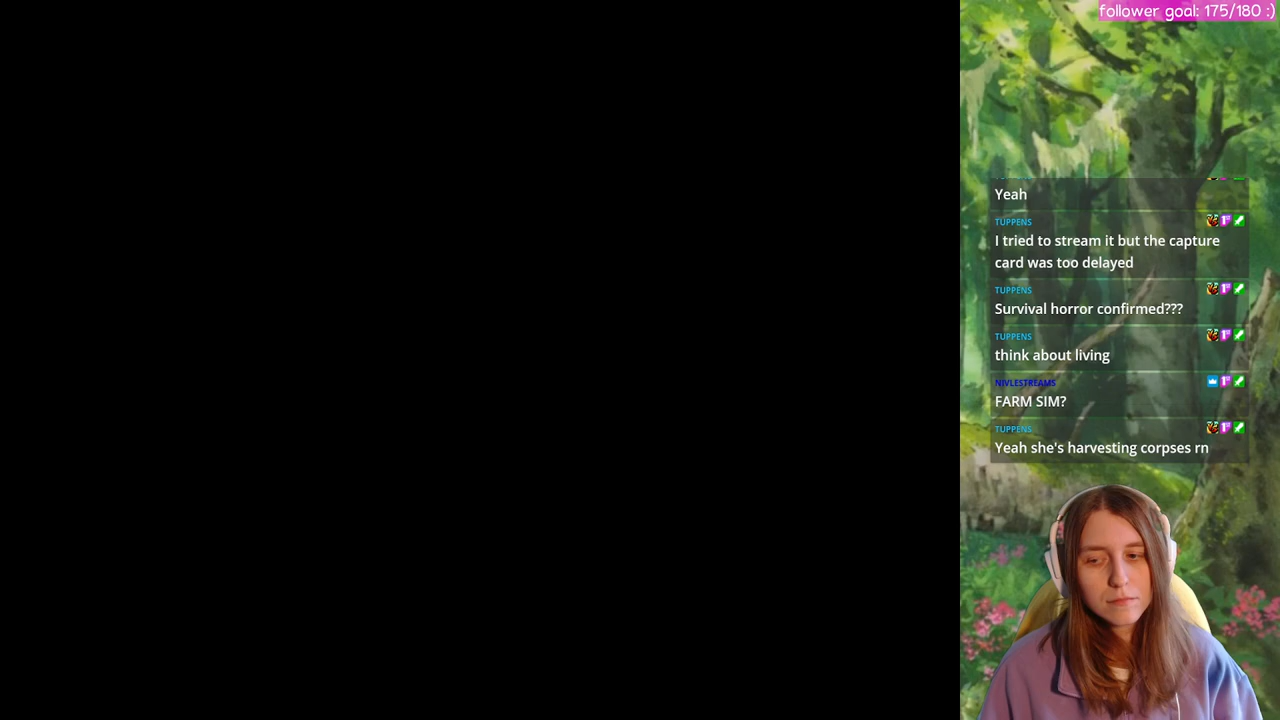 follower goal: 175/180 :)
Yeah
TUPPENS
I tried to stream it but the capture
card was too delayed
TUPPENS
Survival horror confirmed???
TUPPENS
think about living
NIVLESTREAMS
FARM SIM?
TUPPENS
Yeah she's harvesting corpses rn